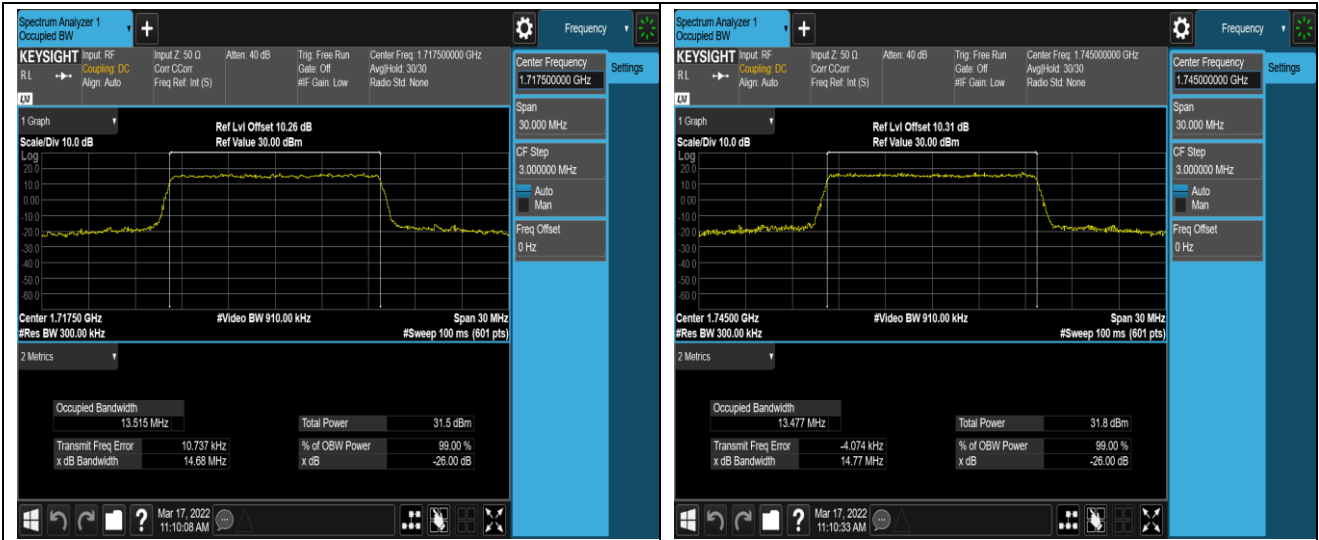 Spectrum Analyzer 1
Occupied BW
+
Frequency
KEYSIGHT
RL
LXI
Input: RF
Coupling: DC
Align: Auto
Input Z: 50 Ω
Corr CCorr
Freq Ref: Int (S)
Atten: 40 dB
Trig: Free Run
Gate: Off
#IF Gain: Low
Center Freq: 1.717500000 GHz
Avg|Hold: 30/30
Radio Std: None
Center Frequency
1.717500000 GHz
Settings
Span
30.000 MHz
CF Step
3.000000 MHz
Auto
Man
Freq Offset
0 Hz
1 Graph
Scale/Div 10.0 dB
Ref Lvl Offset 10.26 dB
Ref Value 30.00 dBm
Log
20.0
10.0
0.00
-10.0
-20.0
-30.0
-40.0
-50.0
-60.0
Center 1.71750 GHz
#Video BW 910.00 kHz
Span 30 MHz
#Res BW 300.00 kHz
#Sweep 100 ms (601 pts)
2 Metrics
Occupied Bandwidth
13.515 MHz
Total Power 31.5 dBm
Transmit Freq Error 10.737 kHz
% of OBW Power 99.00 %
x dB Bandwidth 14.68 MHz
x dB -26.00 dB
?
Mar 17, 2022
11:10:08 AM
Spectrum Analyzer 1
Occupied BW
+
Frequency
KEYSIGHT
RL
LXI
Input: RF
Coupling: DC
Align: Auto
Input Z: 50 Ω
Corr CCorr
Freq Ref: Int (S)
Atten: 40 dB
Trig: Free Run
Gate: Off
#IF Gain: Low
Center Freq: 1.745000000 GHz
Avg|Hold: 30/30
Radio Std: None
Center Frequency
1.745000000 GHz
Settings
Span
30.000 MHz
CF Step
3.000000 MHz
Auto
Man
Freq Offset
0 Hz
1 Graph
Scale/Div 10.0 dB
Ref Lvl Offset 10.31 dB
Ref Value 30.00 dBm
Log
20.0
10.0
0.00
-10.0
-20.0
-30.0
-40.0
-50.0
-60.0
Center 1.74500 GHz
#Video BW 910.00 kHz
Span 30 MHz
#Res BW 300.00 kHz
#Sweep 100 ms (601 pts)
2 Metrics
Occupied Bandwidth
13.477 MHz
Total Power 31.8 dBm
Transmit Freq Error -4.074 kHz
% of OBW Power 99.00 %
x dB Bandwidth 14.77 MHz
x dB -26.00 dB
?
Mar 17, 2022
11:10:33 AM